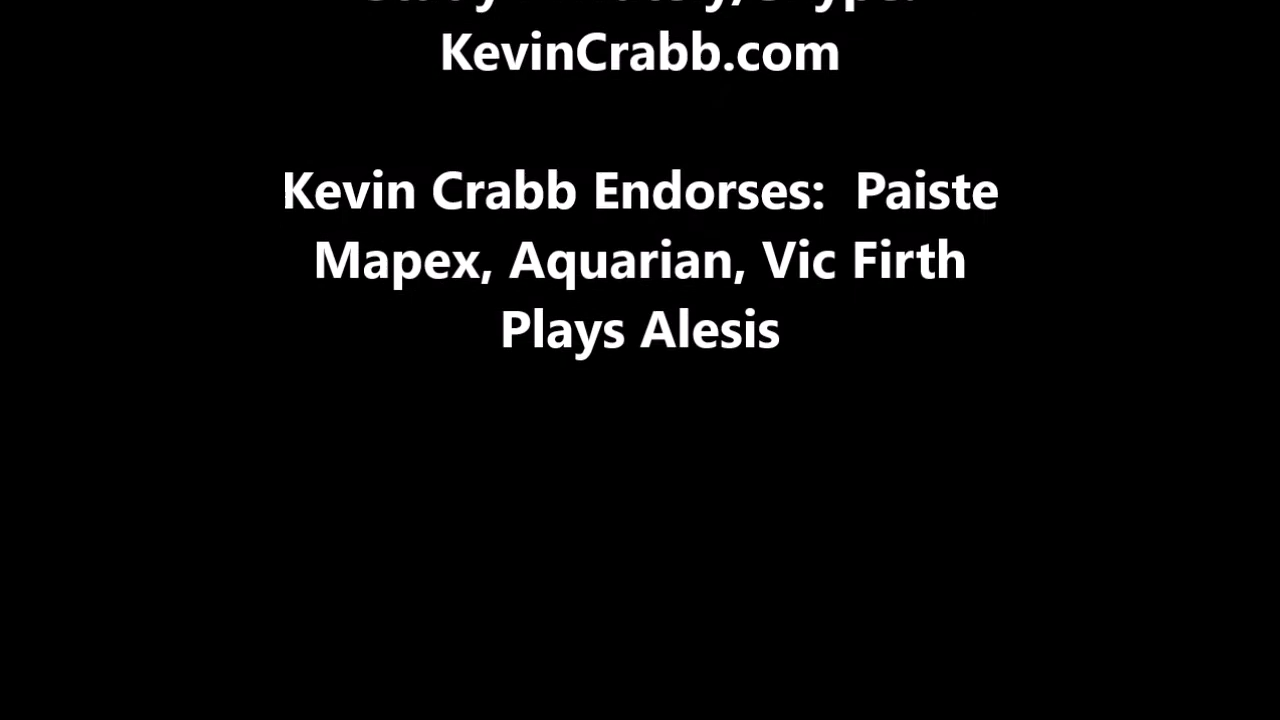 KevinCrabb.com
Kevin Crabb Endorses:  Paiste
Mapex, Aquarian, Vic Firth
Plays Alesis